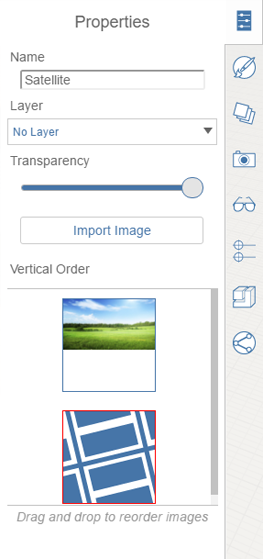 Properties
Name
Satellite
Layer
No Layer
Transparency
Import Image
Vertical Order
Drag and drop to reorder images